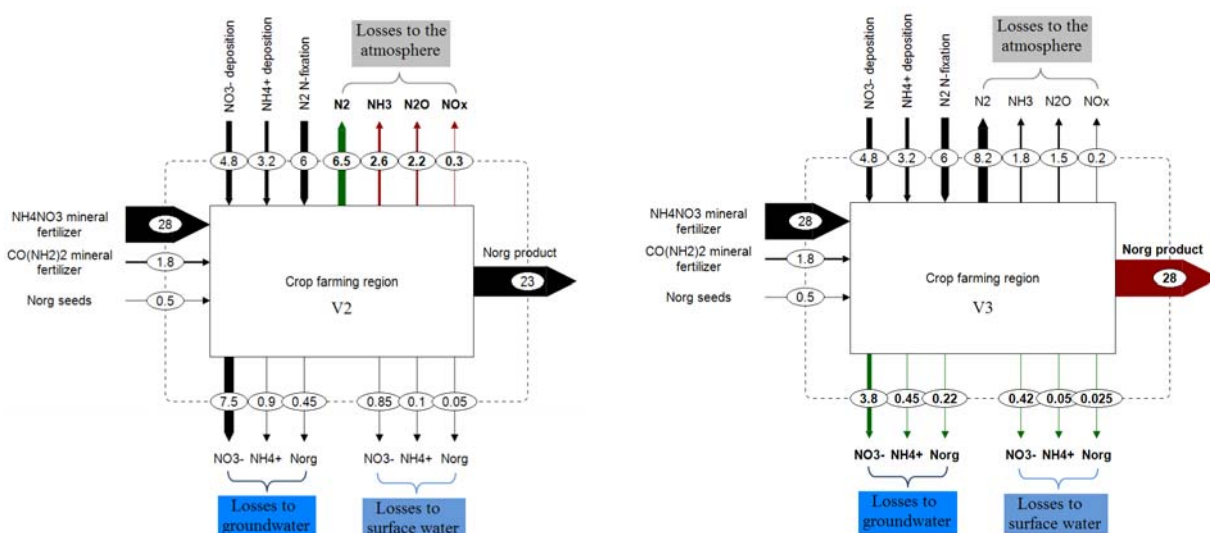 Losses to the
atmosphere
NO3- deposition
NH4+ deposition
N2 N-fixation
N2 NH3 N2O NOx
4.8 3.2 6 6.5 2.6 2.2 0.3
NH4NO3 mineral
fertilizer
28
CO(NH2)2 mineral
fertilizer
1.8
Norg seeds
0.5
Crop farming region
V2
Norg product
23
7.5 0.9 0.45 0.85 0.1 0.05
NO3- NH4+ Norg NO3- NH4+ Norg
Losses to
groundwater
Losses to
surface water
Losses to the
atmosphere
NO3- deposition
NH4+ deposition
N2 N-fixation
N2 NH3 N2O NOx
4.8 3.2 6 8.2 1.8 1.5 0.2
NH4NO3 mineral
fertilizer
28
CO(NH2)2 mineral
fertilizer
1.8
Norg seeds
0.5
Crop farming region
V3
Norg product
28
3.8 0.45 0.22 0.42 0.05 0.025
NO3- NH4+ Norg NO3- NH4+ Norg
Losses to
groundwater
Losses to
surface water